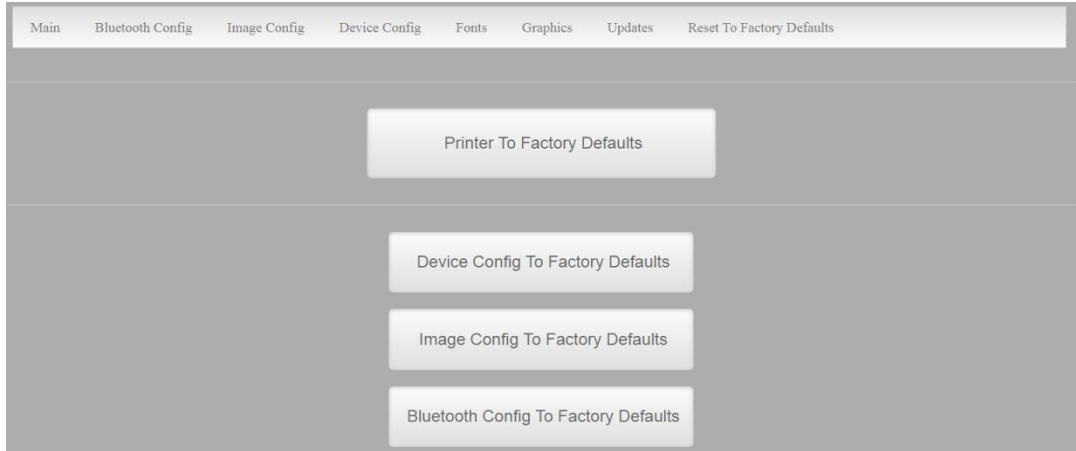 Main Bluetooth Config Image Config Device Config Fonts Graphics Updates Reset To Factory Defaults
Printer To Factory Defaults
Device Config To Factory Defaults
Image Config To Factory Defaults
Bluetooth Config To Factory Defaults